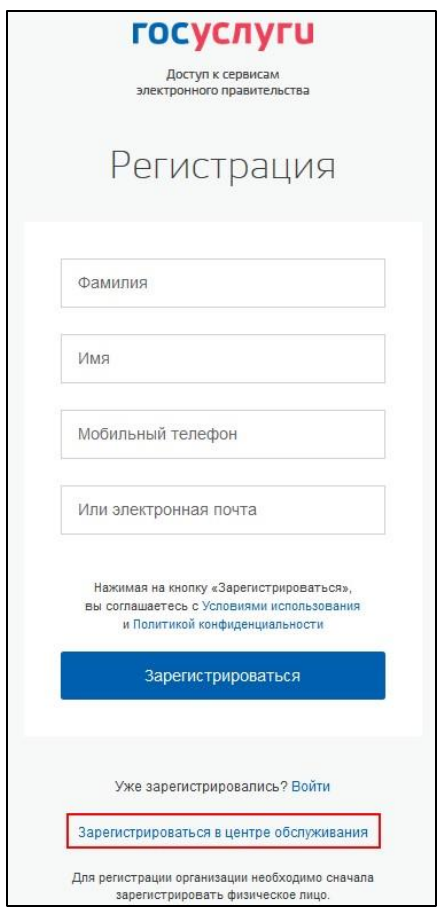 госуслуги
Доступ к сервисам
электронного правительства
Регистрация
Фамилия
Имя
Мобильный телефон
Или электронная почта
Нажимая на кнопку «Зарегистрироваться»,
вы соглашаетесь с Условиями использования
и Политикой конфиденциальности
Зарегистрироваться
Уже зарегистрировались? Войти
Зарегистрироваться в центре обслуживания
Для регистрации организации необходимо сначала
зарегистрировать физическое лицо.